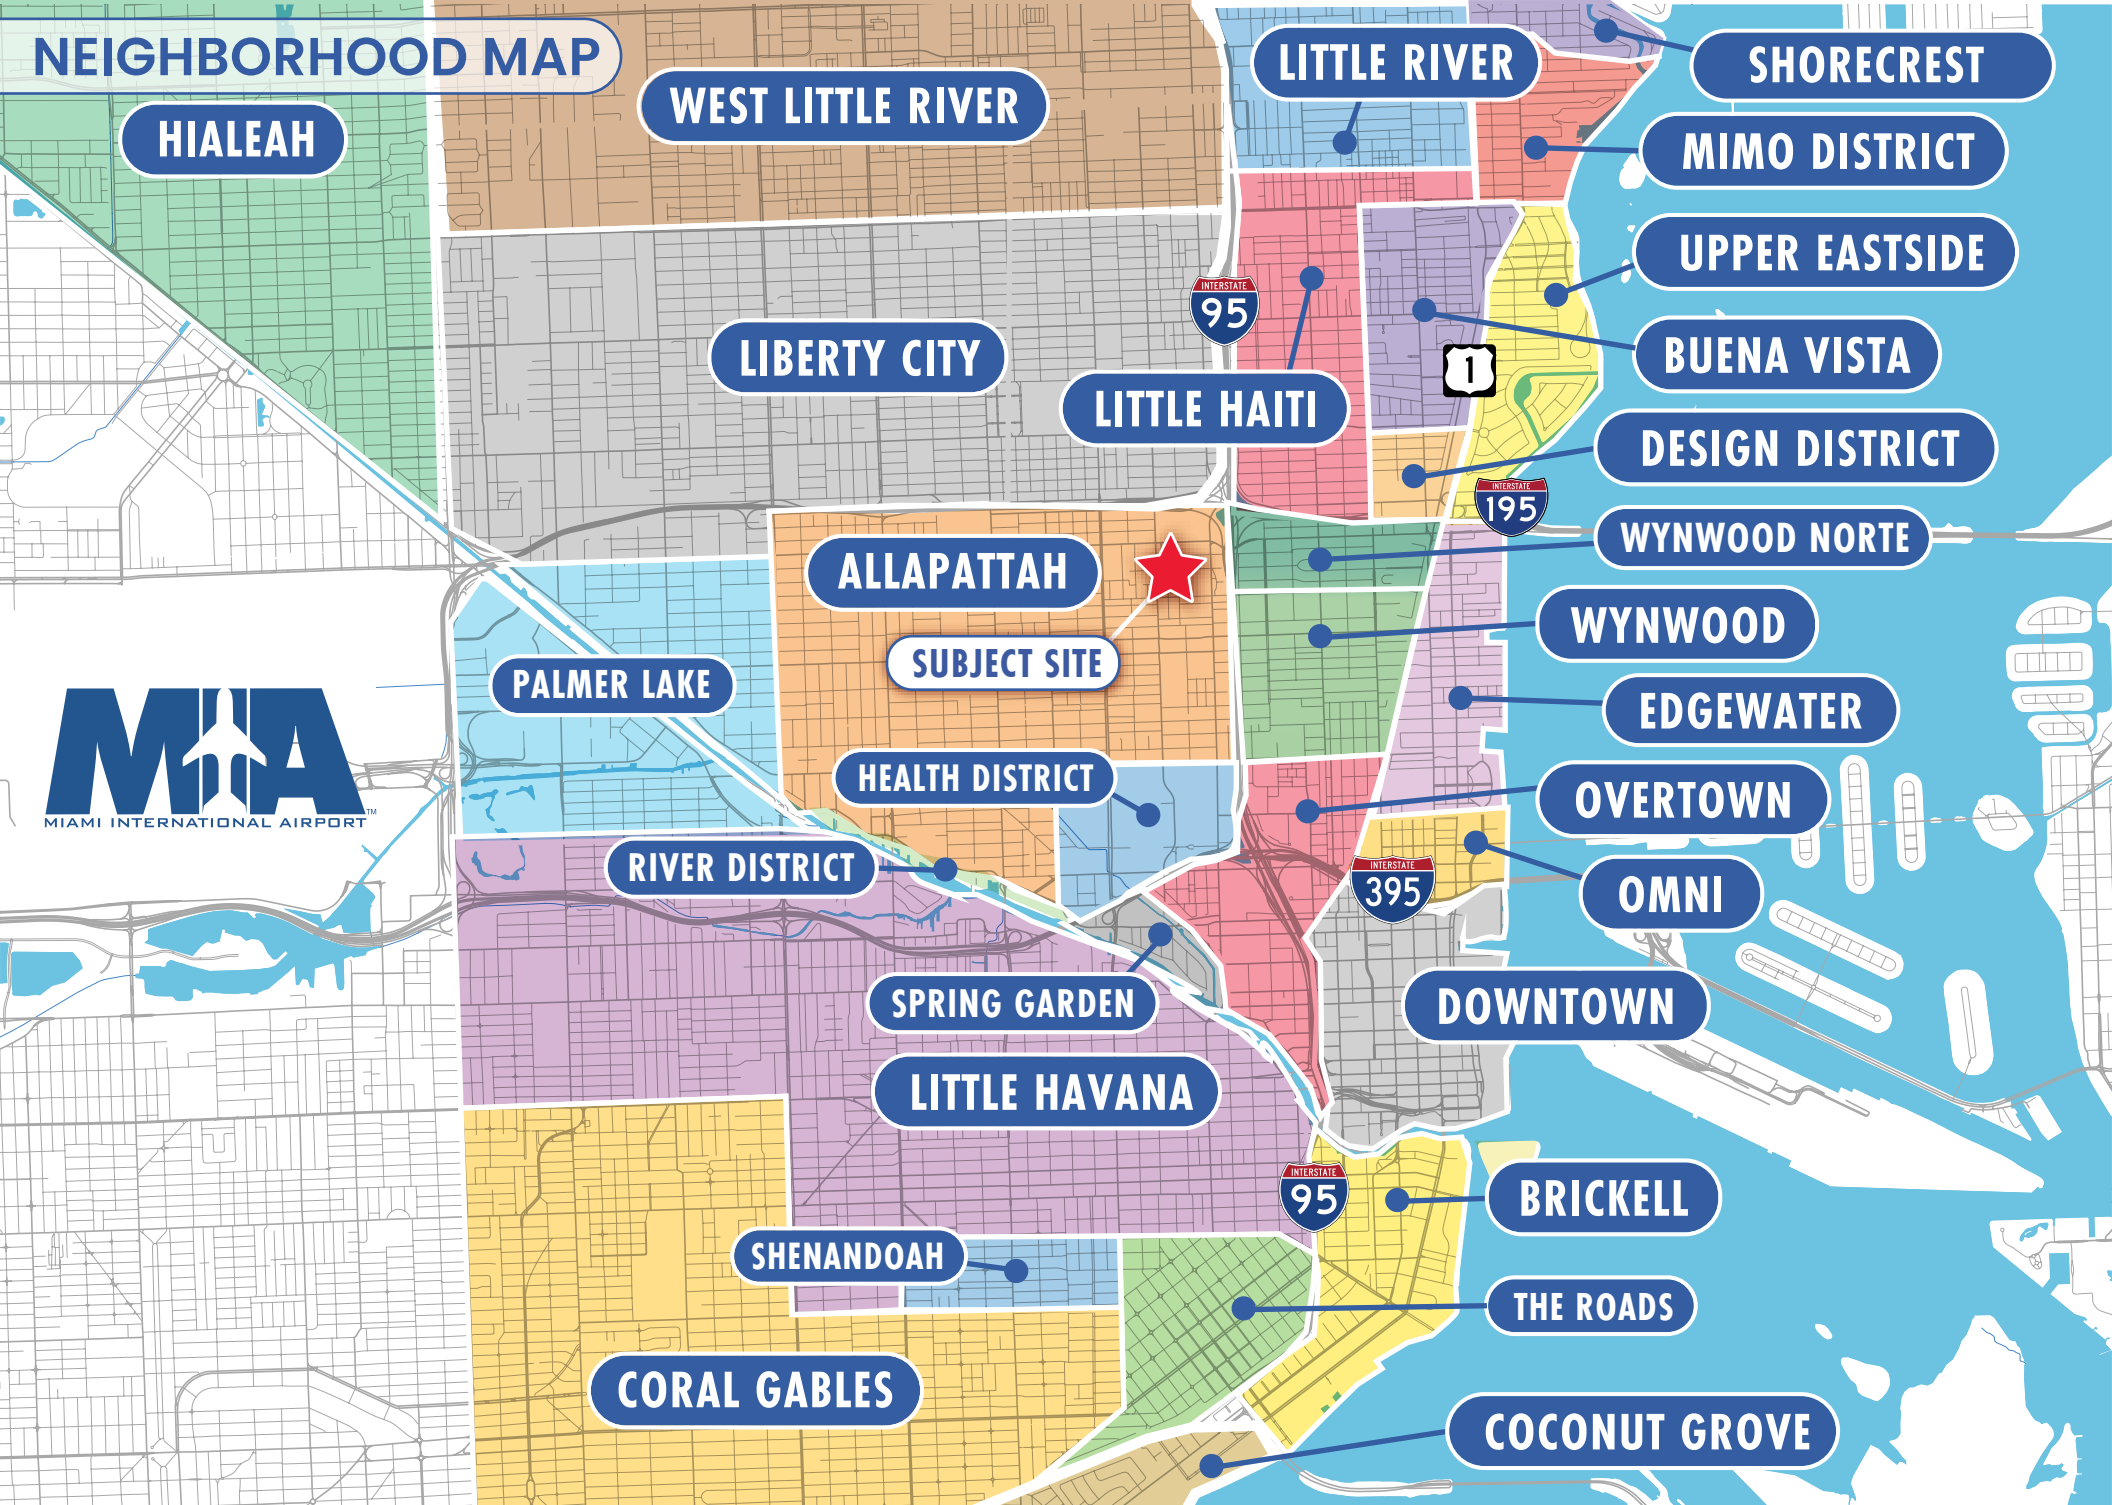 NEIGHBORHOOD MAP
LITTLE RIVER
SHORECREST
WEST LITTLE RIVER
HIALEAH
MIMO DISTRICT
UPPER EASTSIDE
INTERSTATE
95
LIBERTY CITY
BUENA VISTA
1
LITTLE HAITI
DESIGN DISTRICT
INTERSTATE
195
WYNWOOD NORTE
ALLAPATTAH
WYNWOOD
SUBJECT SITE
PALMER LAKE
EDGEWATER
MIA
MIAMI INTERNATIONAL AIRPORT™
HEALTH DISTRICT
OVERTOWN
RIVER DISTRICT
INTERSTATE
395
OMNI
SPRING GARDEN
DOWNTOWN
LITTLE HAVANA
INTERSTATE
95
BRICKELL
SHENANDOAH
THE ROADS
CORAL GABLES
COCONUT GROVE